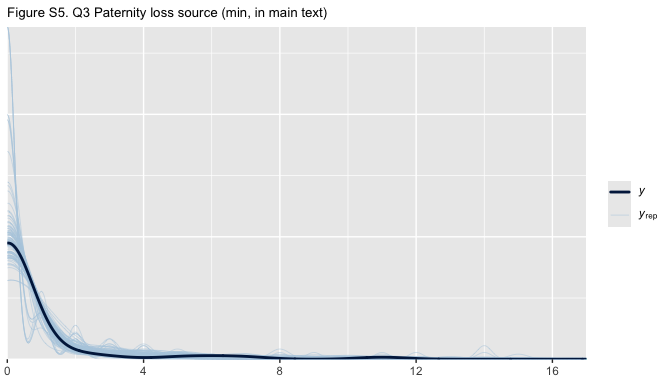 Figure S5. Q3 Paternity loss source (min, in main text)
y
yrep
0 4 8 12 16